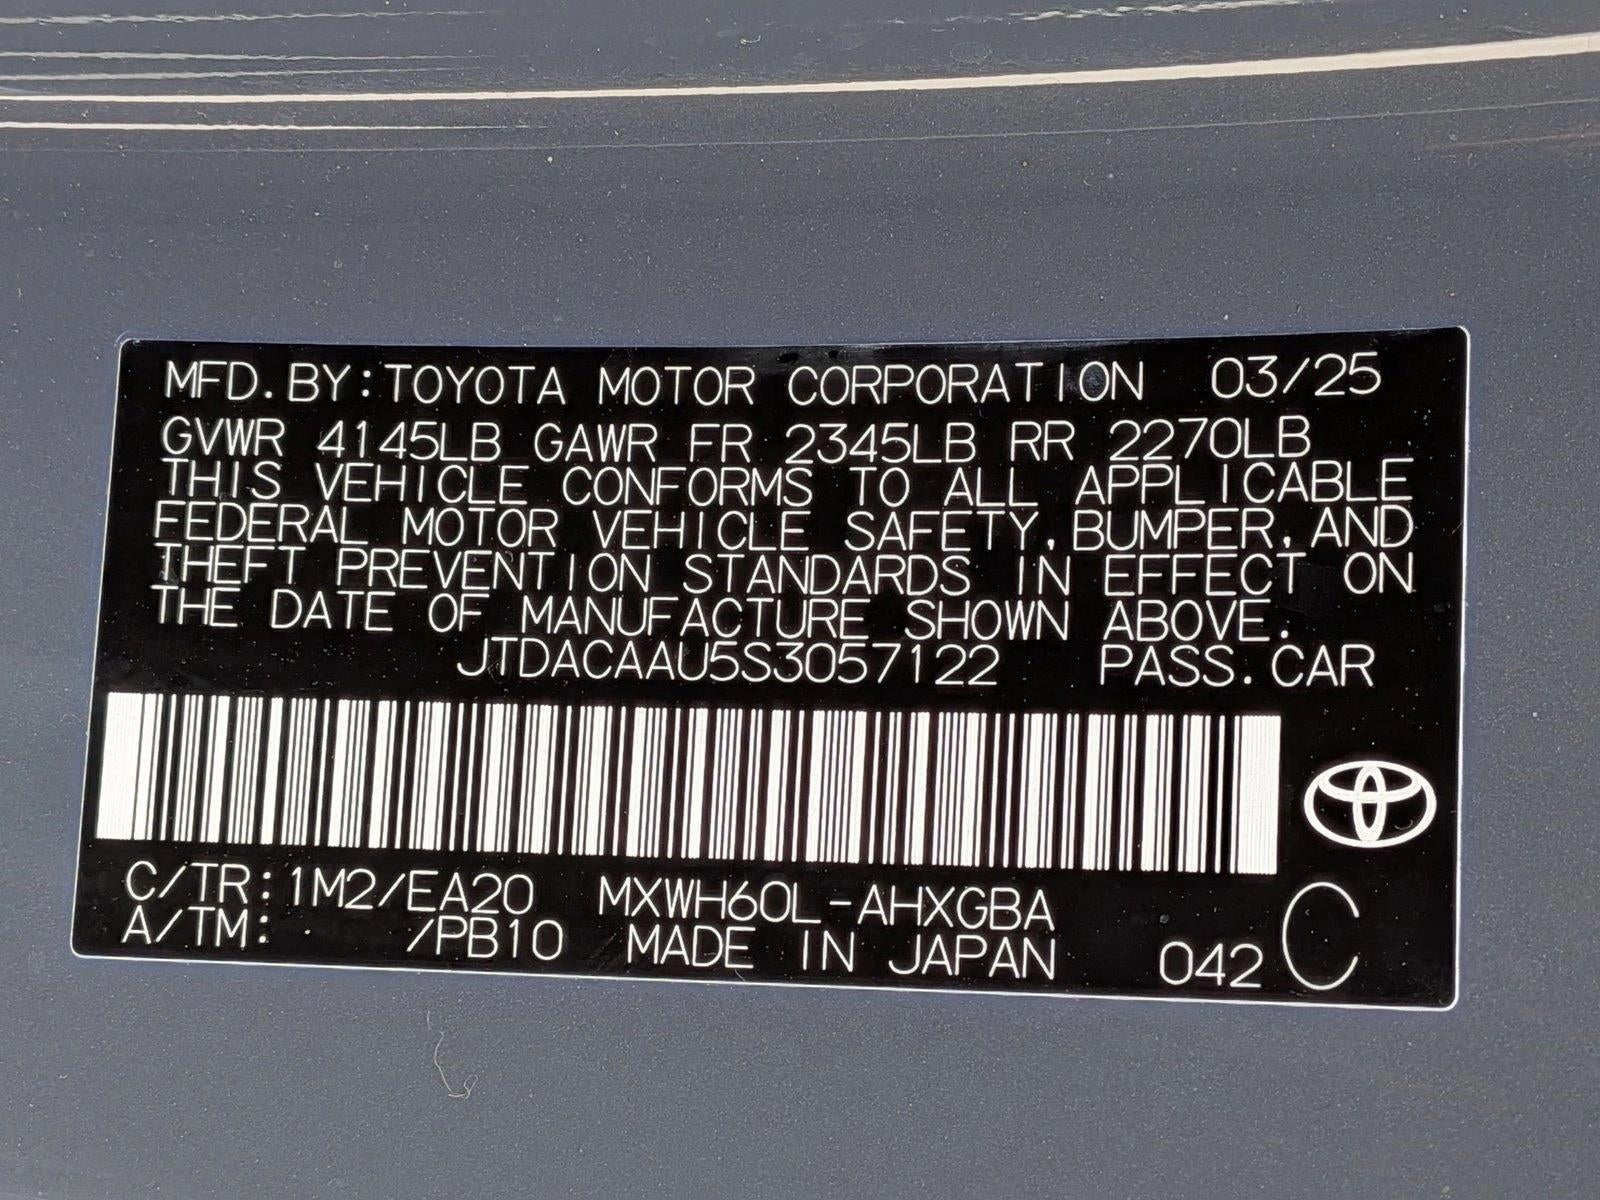 MFD.BY:TOYOTA MOTOR CORPORATION 03/25
GVWR 4145LB GAWR FR 2345LB RR 2270LB
THIS VEHICLE CONFORMS TO ALL APPLICABLE
FEDERAL MOTOR VEHICLE SAFETY,BUMPER,AND
THEFT PREVENTION STANDARDS IN EFFECT ON
THE DATE OF MANUFACTURE SHOWN ABOVE.
JTDACAAU5S3057122 PASS.CAR
C/TR:1M2/EA20 MXWH60L-AHXGBA
A/TM: /PB10 MADE IN JAPAN 042 C